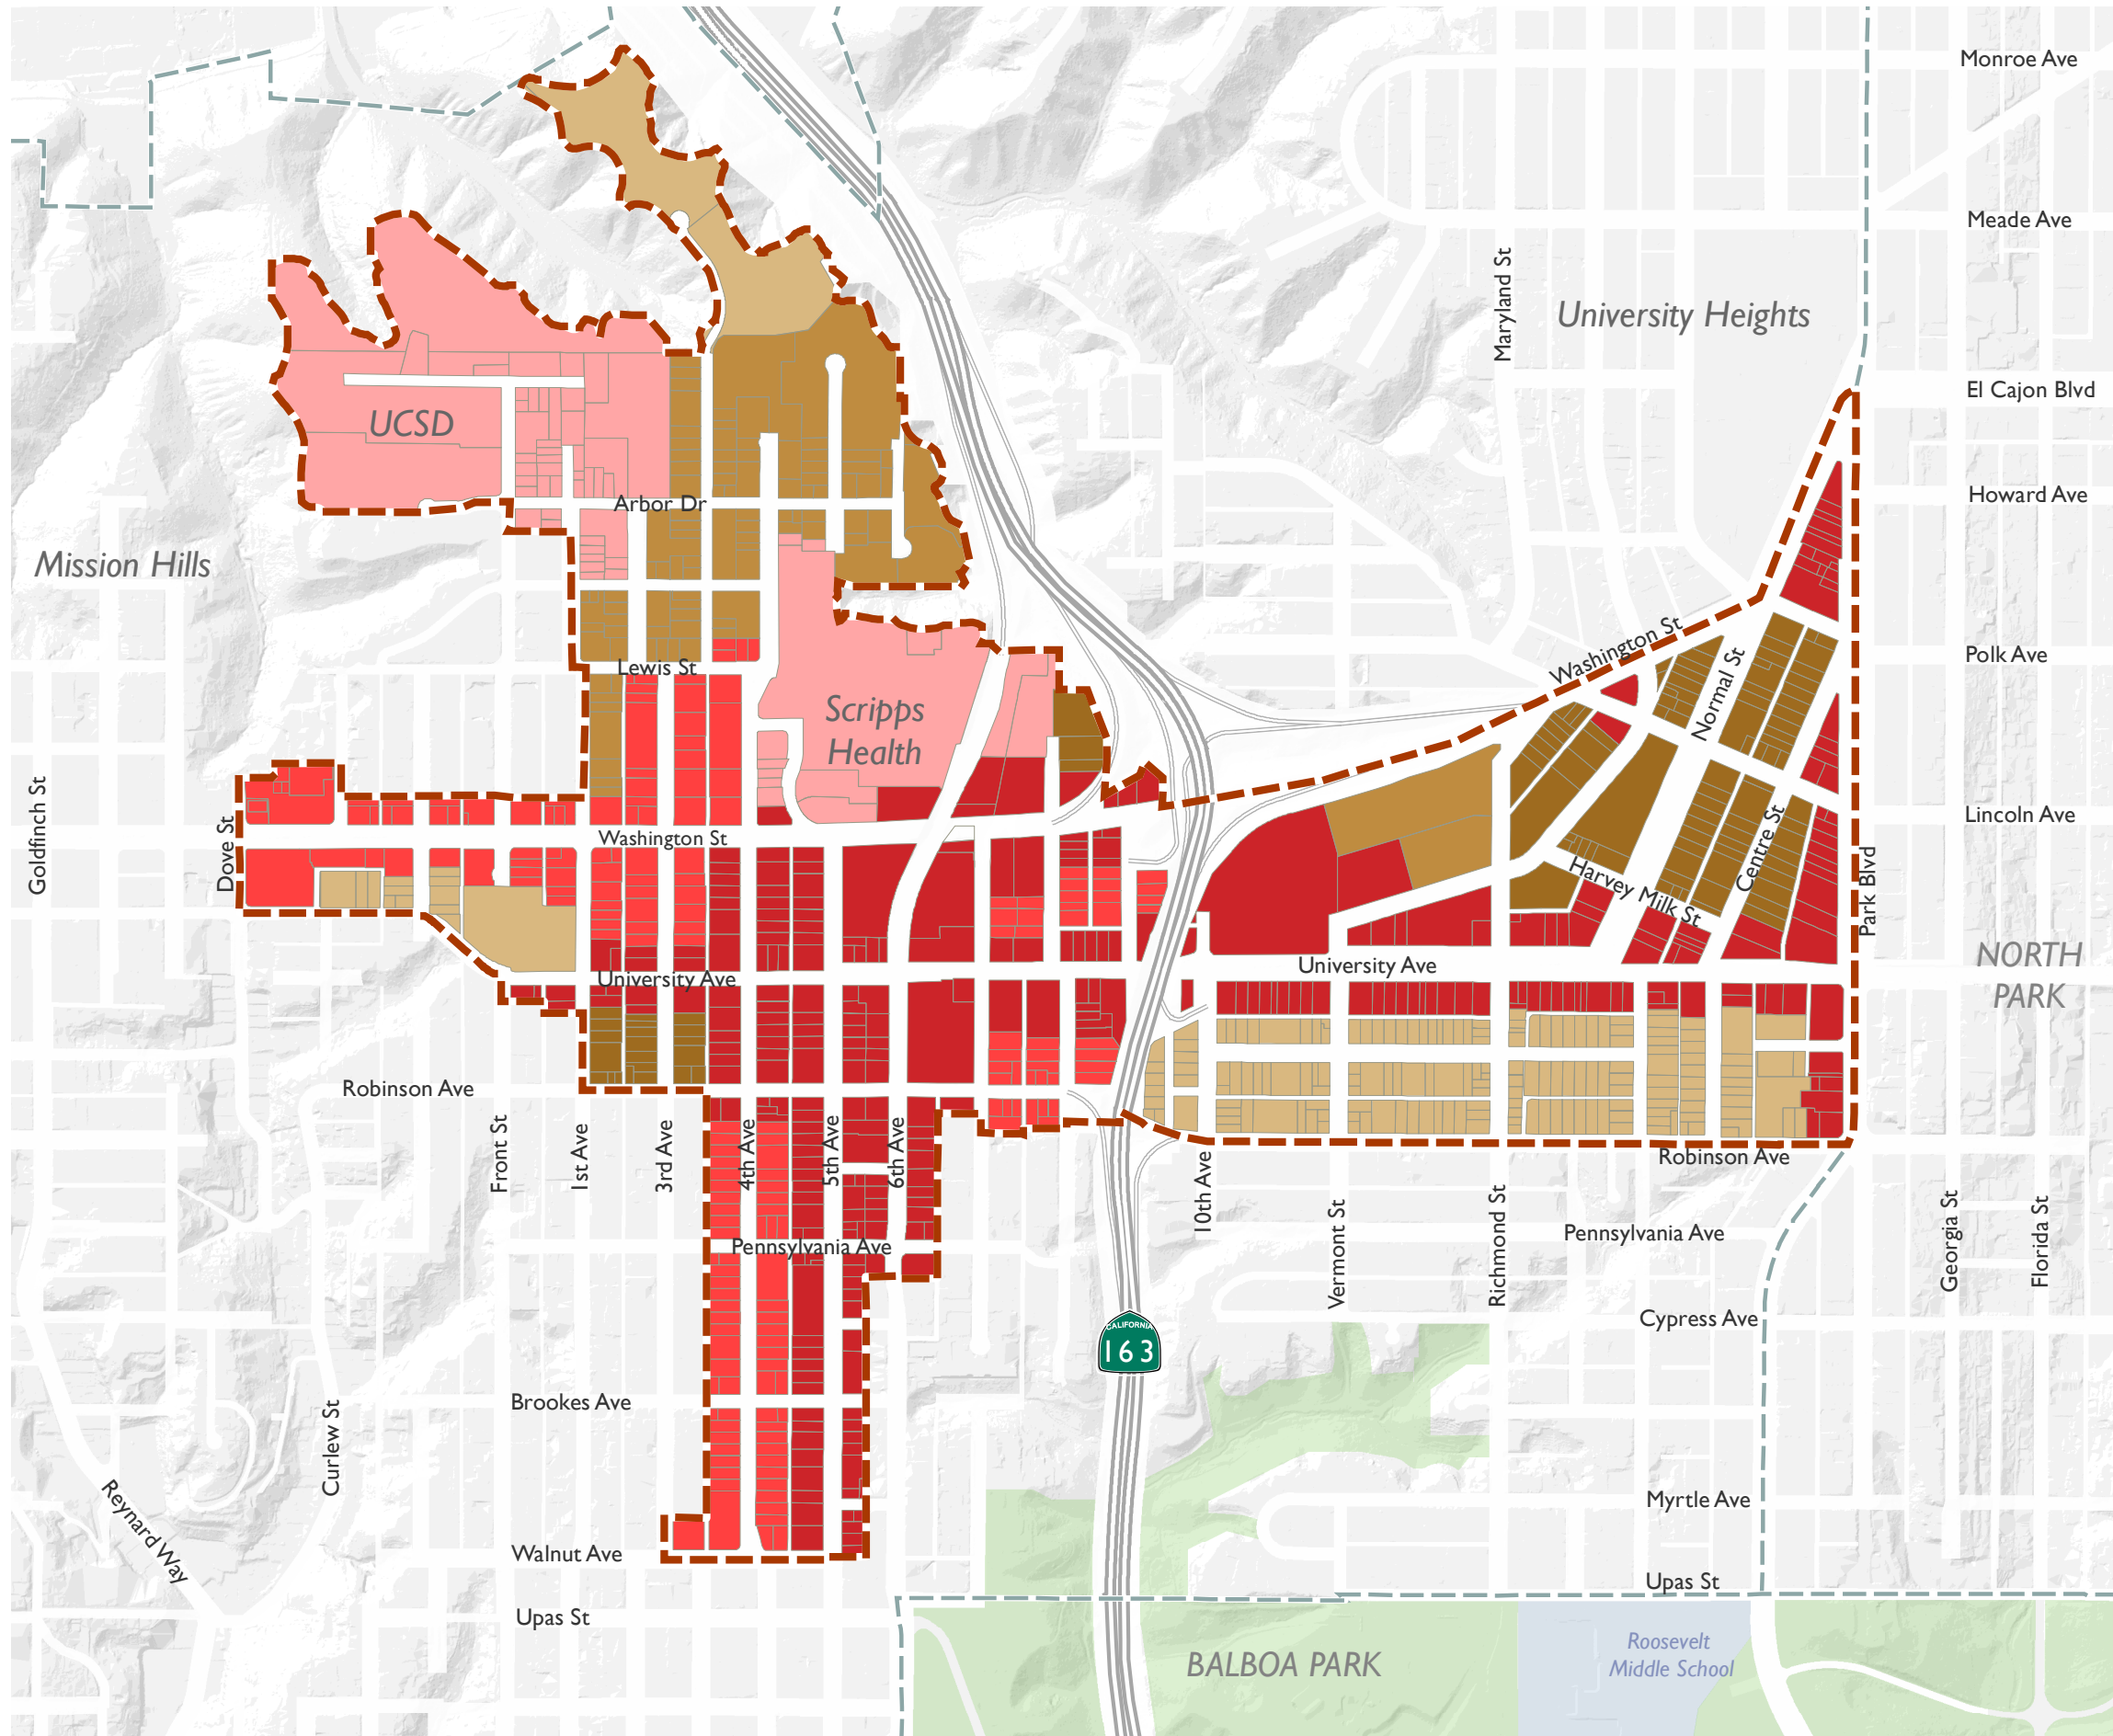 Monroe Ave
Meade Ave
Maryland St
University Heights
El Cajon Blvd
UCSD
Howard Ave
Arbor Dr
Mission Hills
Washington St
Polk Ave
Lewis St
Normal St
Scripps
Health
Goldfinch St
Dove St
Washington St
Lincoln Ave
Centre St
Harvey Milk St
Park Blvd
University Ave
University Ave
NORTH
PARK
Robinson Ave
Front St
1st Ave
3rd Ave
4th Ave
5th Ave
6th Ave
10th Ave
Robinson Ave
Vermont St
Richmond St
Pennsylvania Ave
Pennsylvania Ave
Georgia St
Florida St
CALIFORNIA
163
Cypress Ave
Brookes Ave
Curlew St
Reynard Way
Myrtle Ave
Walnut Ave
Upas St
Upas St
Roosevelt
Middle School
BALBOA PARK